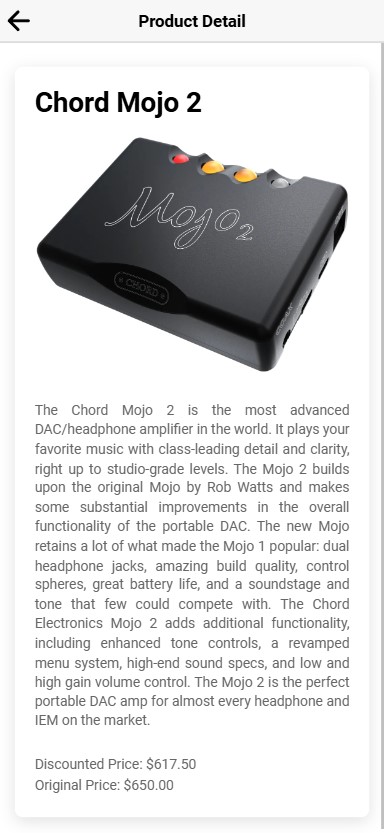 Product Detail
Chord Mojo 2
Mojo 2
CHORD
The Chord Mojo 2 is the most advanced
DAC/headphone amplifier in the world. It plays your
favorite music with class-leading detail and clarity,
right up to studio-grade levels. The Mojo 2 builds
upon the original Mojo by Rob Watts and makes
some substantial improvements in the overall
functionality of the portable DAC. The new Mojo
retains a lot of what made the Mojo 1 popular: dual
headphone jacks, amazing build quality, control
spheres, great battery life, and a soundstage and
tone that few could compete with. The Chord
Electronics Mojo 2 adds additional functionality,
including enhanced tone controls, a revamped
menu system, high-end sound specs, and low and
high gain volume control. The Mojo 2 is the perfect
portable DAC amp for almost every headphone and
IEM on the market.
Discounted Price: $617.50
Original Price: $650.00